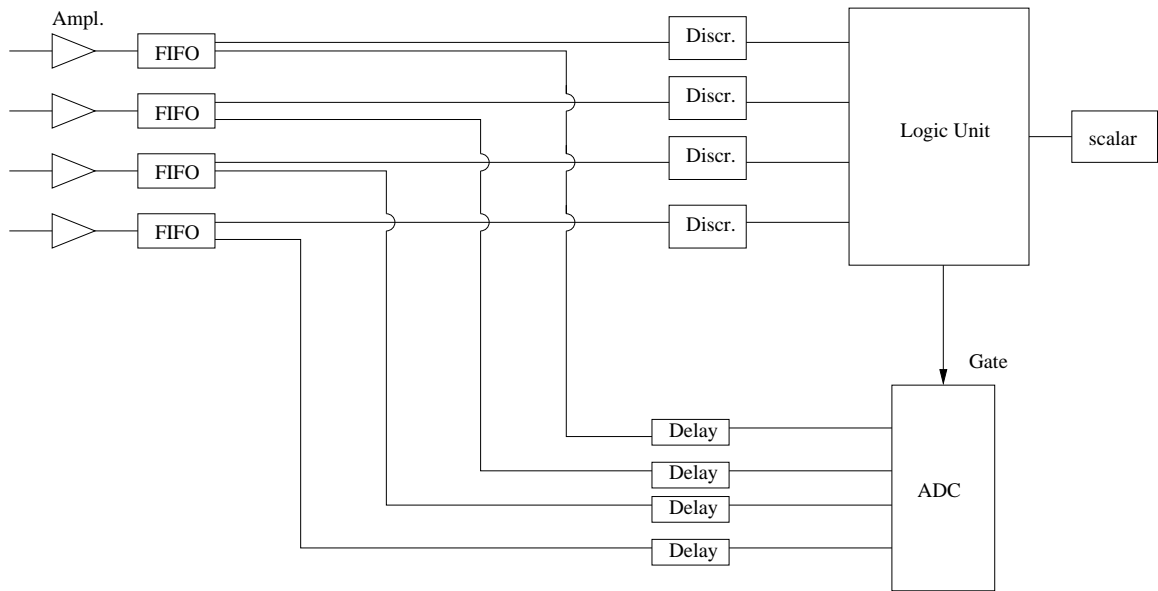 Ampl.
FIFO
Discr.
FIFO
Discr.
Logic Unit
scalar
FIFO
Discr.
FIFO
Discr.
Gate
Delay
Delay
ADC
Delay
Delay